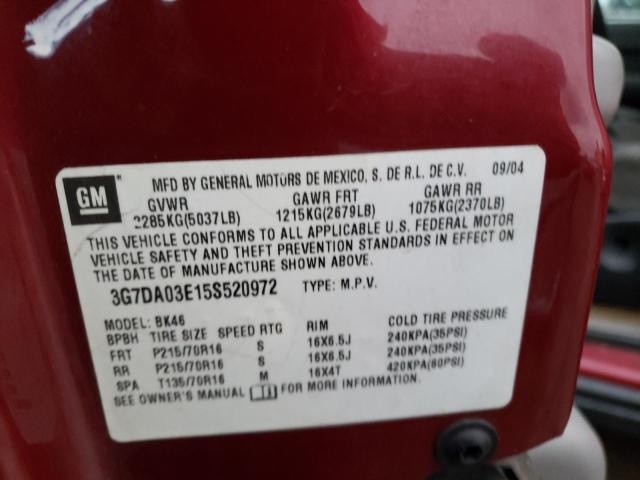 GM
MFD BY GENERAL MOTORS DE MEXICO, S. DE R.L. DE C.V. 09/04
GVWR GAWR FRT GAWR RR
2285KG(5037LB) 1215KG(2679LB) 1075KG(2370LB)
THIS VEHICLE CONFORMS TO ALL APPLICABLE U.S. FEDERAL MOTOR
VEHICLE SAFETY AND THEFT PREVENTION STANDARDS IN EFFECT ON
THE DATE OF MANUFACTURE SHOWN ABOVE.
3G7DA03E15S520972 TYPE: M.P.V.
MODEL: BK46
BPBH TIRE SIZE SPEED RTG RIM COLD TIRE PRESSURE
FRT P215/70R16 S 16X6.5J 240KPA(35PSI)
RR P215/70R16 S 16X6.5J 240KPA(35PSI)
SPA T135/70R16 M 16X4T 420KPA(60PSI)
SEE OWNER'S MANUAL FOR MORE INFORMATION.